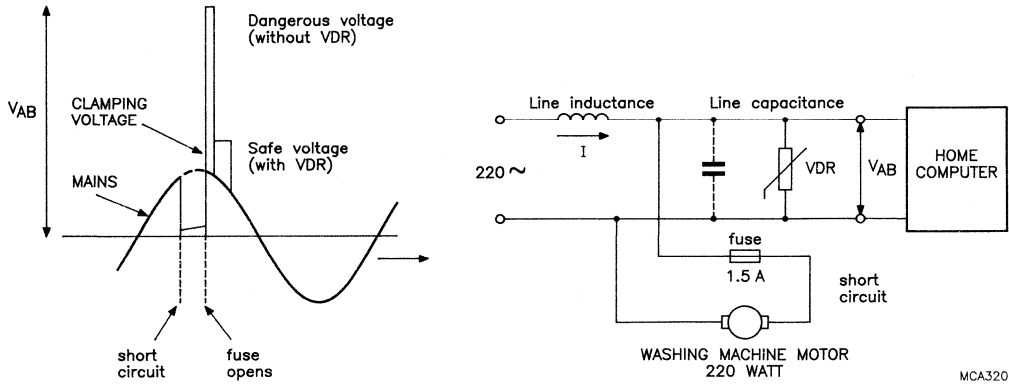 Dangerous voltage
(without VDR)
VAB
CLAMPING
VOLTAGE
Safe voltage
(with VDR)
MAINS
short
circuit
fuse
opens
Line inductance
Line capacitance
I
220 ~
VDR
VAB
HOME
COMPUTER
fuse
1.5 A
short
circuit
WASHING MACHINE MOTOR
220 WATT
MCA320